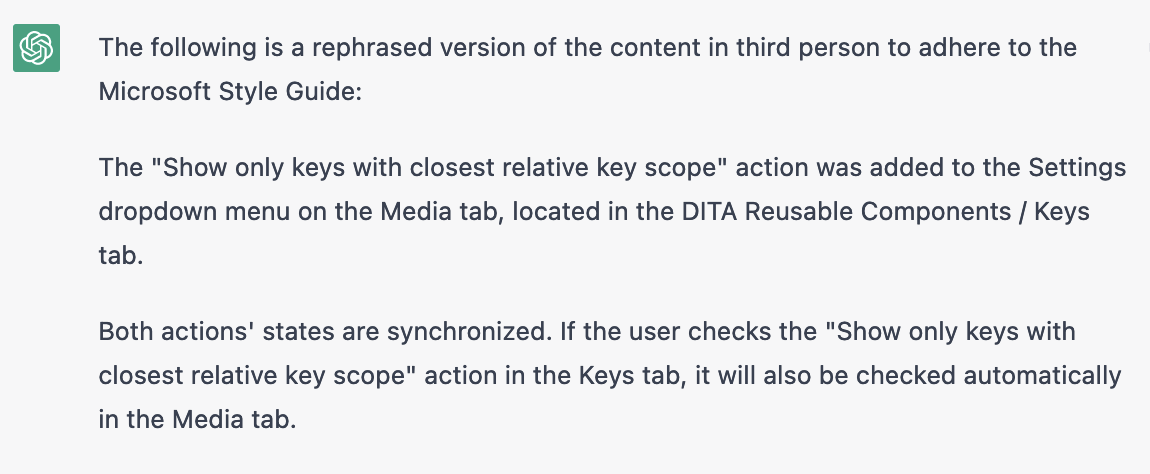 The following is a rephrased version of the content in third person to adhere to the
Microsoft Style Guide:
The "Show only keys with closest relative key scope" action was added to the Settings
dropdown menu on the Media tab, located in the DITA Reusable Components / Keys
tab.
Both actions' states are synchronized. If the user checks the "Show only keys with
closest relative key scope" action in the Keys tab, it will also be checked automatically
in the Media tab.